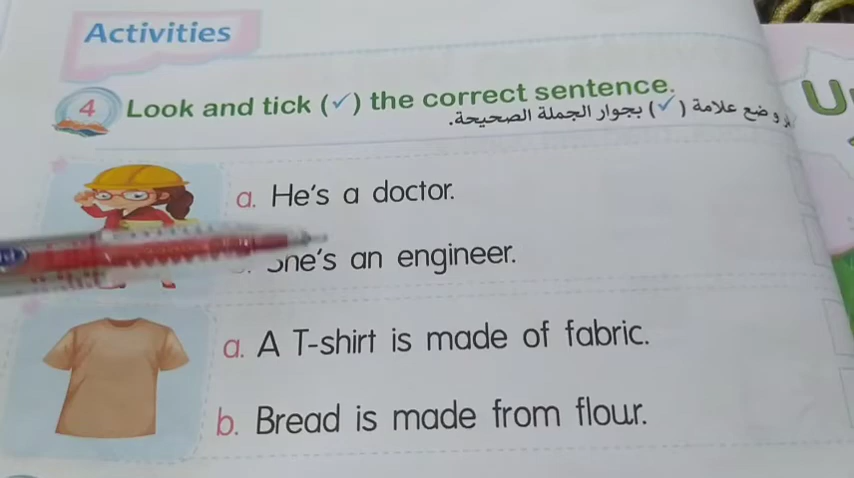 Activities
4 Look and tick (✓) the correct sentence.
وضع علامة (✓) بجوار الجملة الصحيحة.
a. He's a doctor.
She's an engineer.
a. A T-shirt is made of fabric.
b. Bread is made from flour.
U